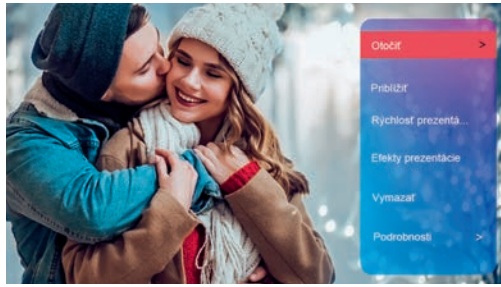 Otočiť >
Priblížiť
Rýchlosť prezentá...
Efekty prezentácie
Vymazať
Podrobnosti >